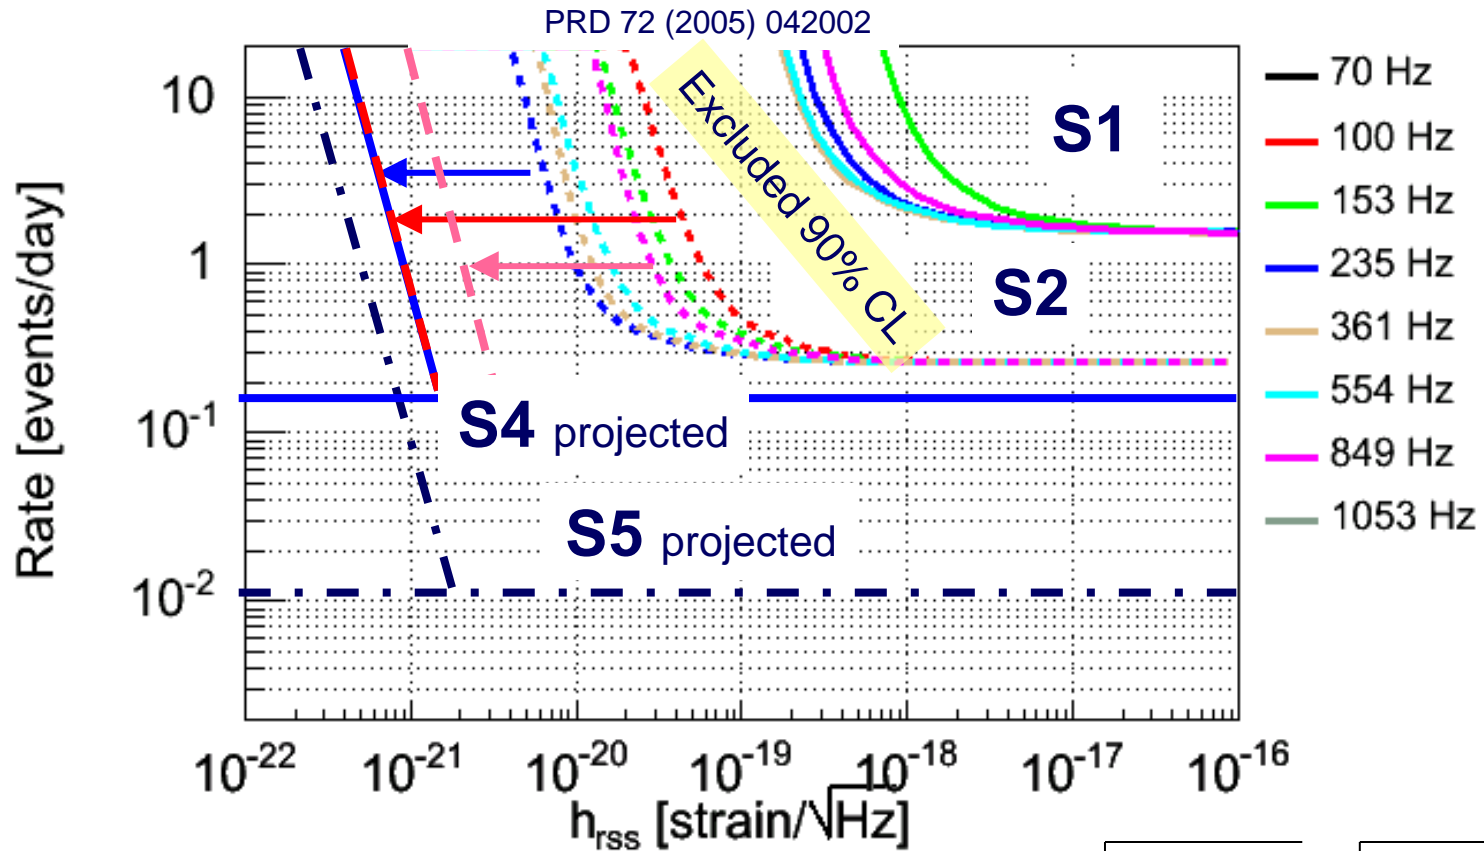 PRD 72 (2005) 042002
Rate [events/day]
10
1
10-1
10-2
10-22
10-21
10-20
10-19
10-18
10-17
10-16
hrss [strain/√Hz]
Excluded 90% CL
S1
S2
S4 projected
S5 projected
70 Hz
100 Hz
153 Hz
235 Hz
361 Hz
554 Hz
849 Hz
1053 Hz